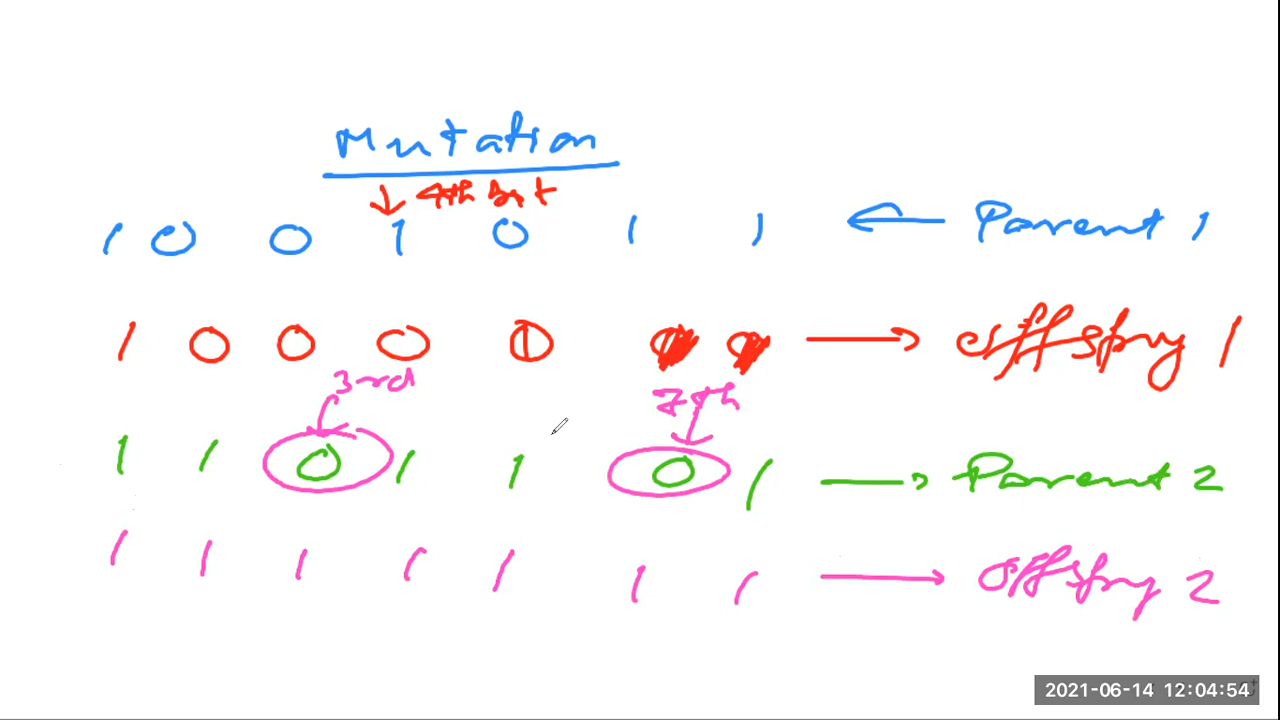 Mutation
4th Bit
1 0 0 1 0 1 1 Parent 1
1 0 0 0 Offspring 1
3rd 7th
1 1 0 1 1 0 1 Parent 2
1 1 1 1 1 1 1 Offspring 2
2021-06-14 12:04:54